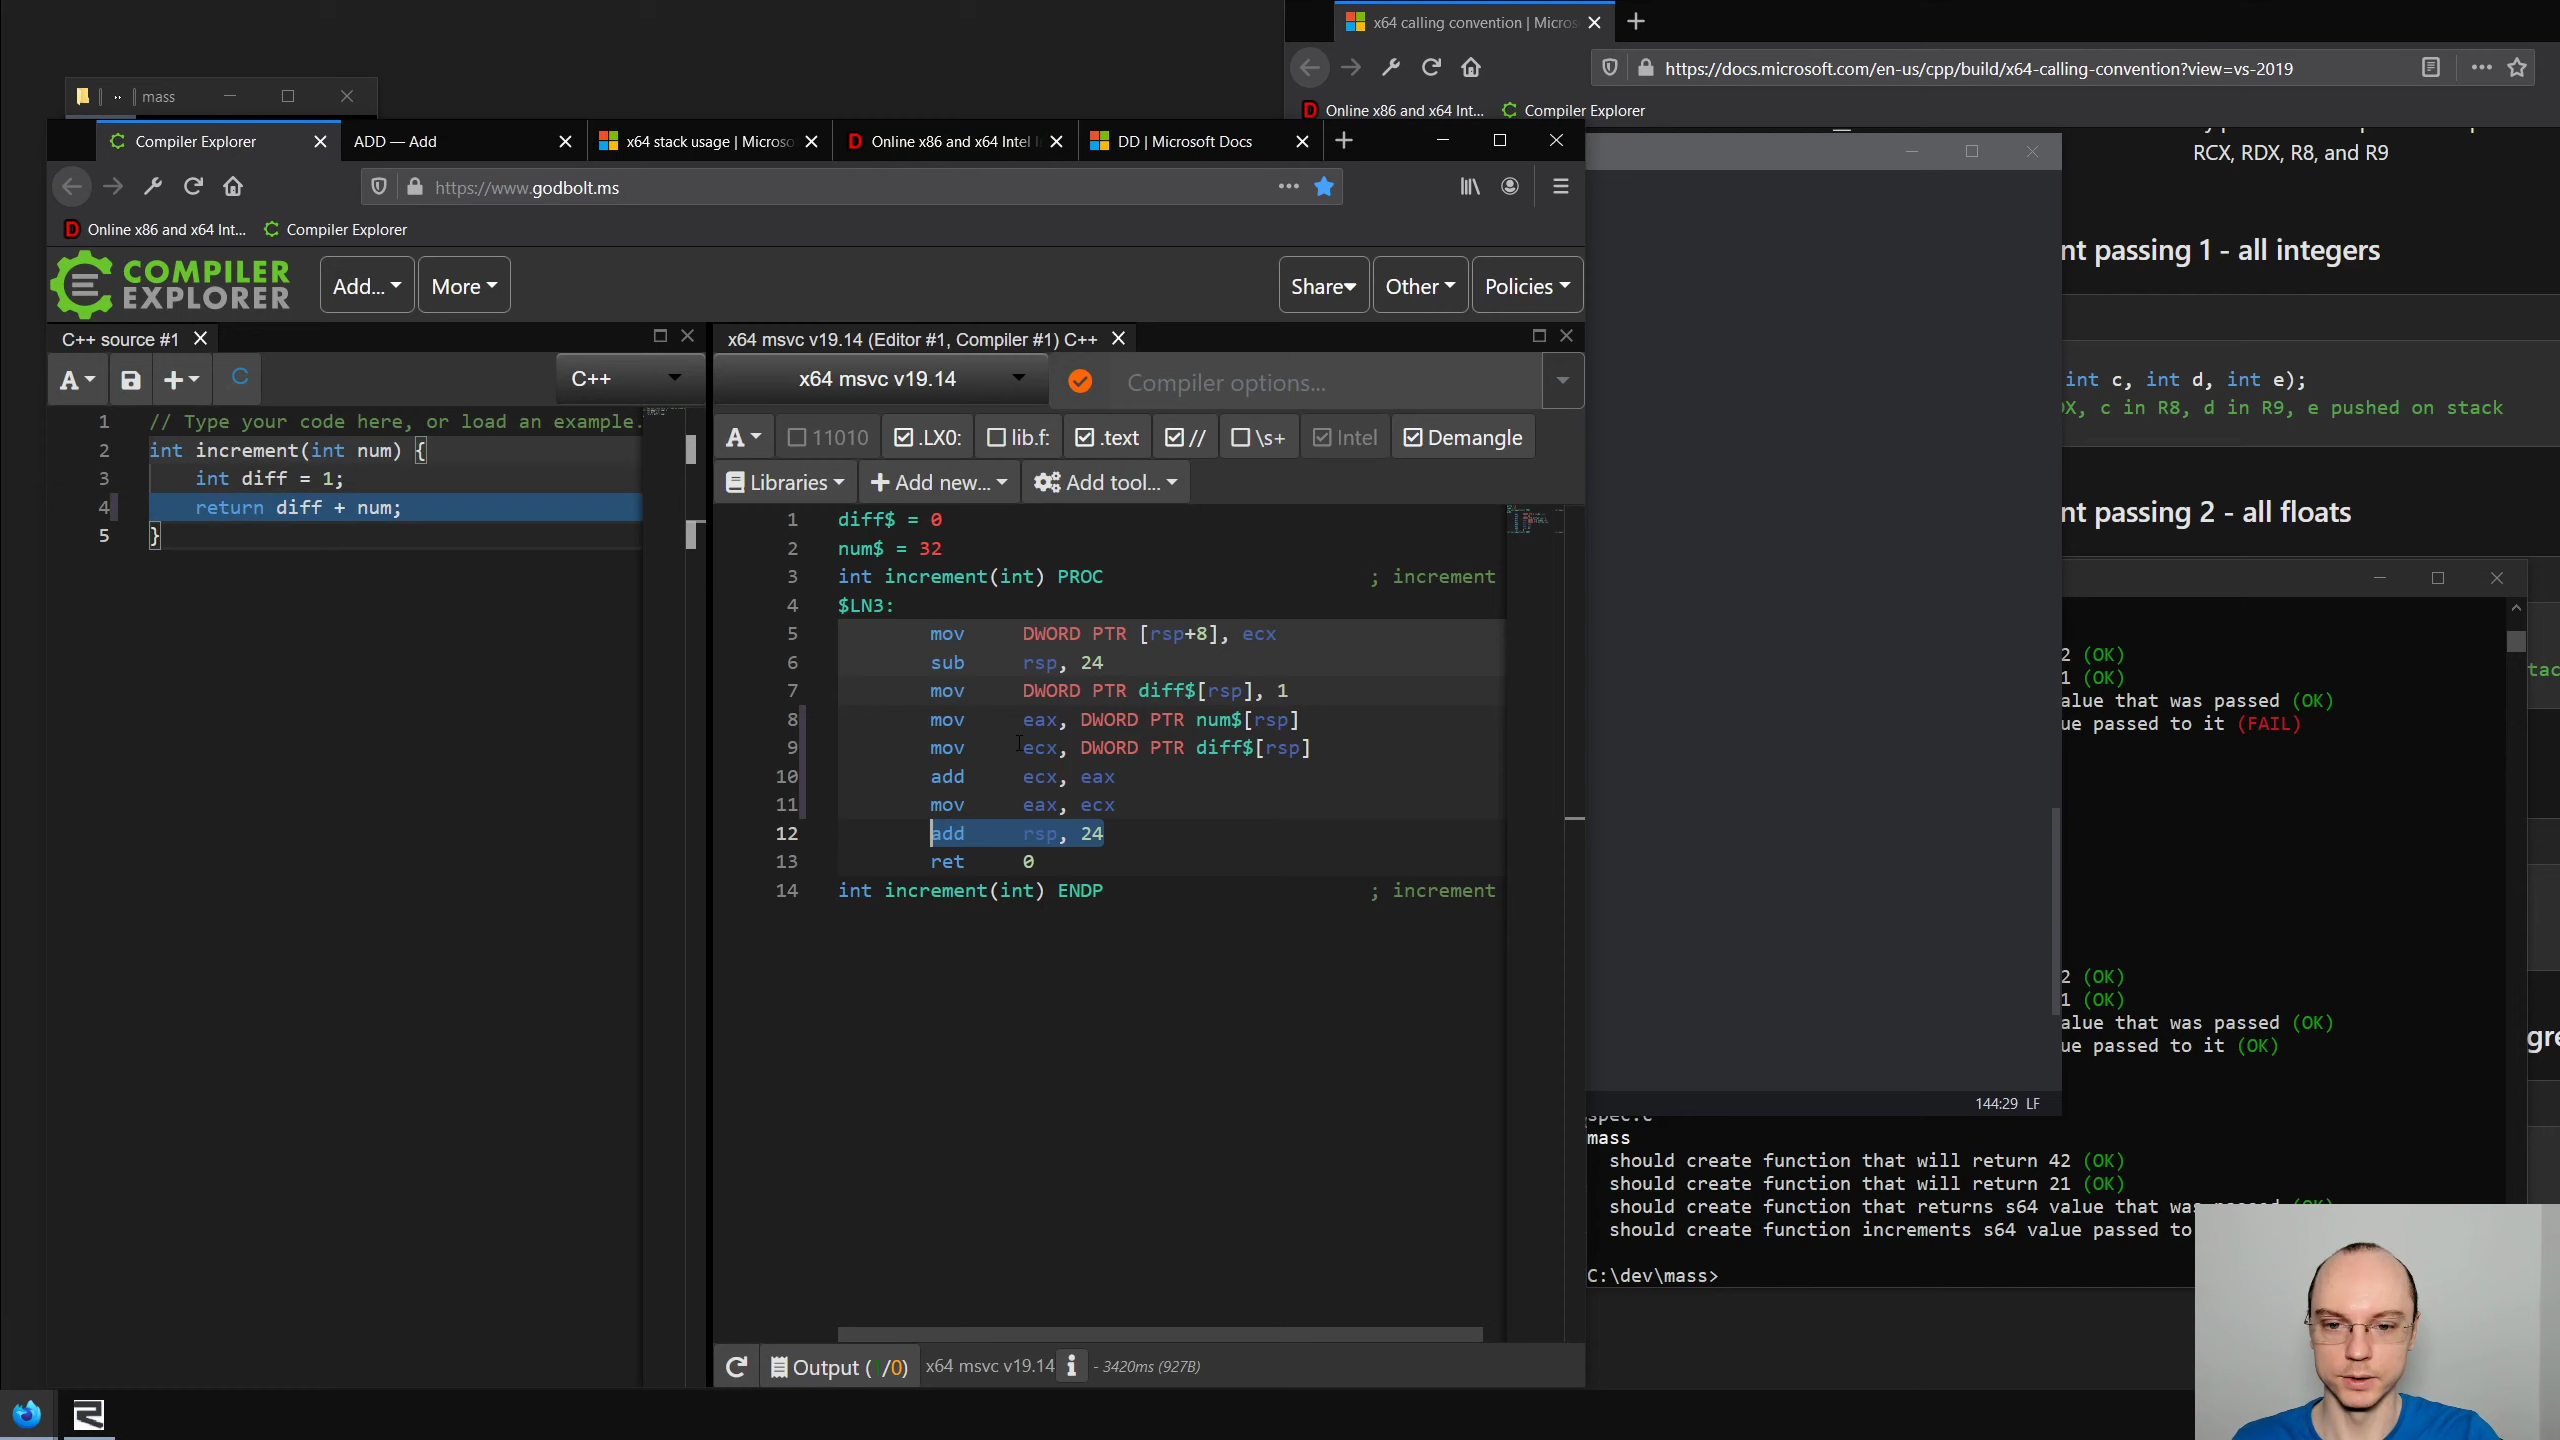 x64 calling convention | Micros
https://docs.microsoft.com/en-us/cpp/build/x64-calling-convention?view=vs-2019
Online x86 and x64 Int...
Compiler Explorer
RCX, RDX, R8, and R9
nt passing 1 - all integers
int c, int d, int e);
X, c in R8, d in R9, e pushed on stack
nt passing 2 - all floats
mass
Compiler Explorer
ADD — Add
x64 stack usage | Microso
Online x86 and x64 Intel I
DD | Microsoft Docs
https://www.godbolt.ms
Online x86 and x64 Int...
Compiler Explorer
COMPILER
EXPLORER
Add...
More
Share
Other
Policies
C++ source #1
A
C++
1 // Type your code here, or load an example.
2 int increment(int num) {
3 int diff = 1;
4 return diff + num;
5 }
x64 msvc v19.14 (Editor #1, Compiler #1) C++
x64 msvc v19.14
Compiler options...
A
11010
.LX0:
lib.f:
.text
//
\s+
Intel
Demangle
Libraries
Add new...
Add tool...
1 diff$ = 0
2 num$ = 32
3 int increment(int) PROC ; increment
4 $LN3:
5 mov DWORD PTR [rsp+8], ecx
6 sub rsp, 24
7 mov DWORD PTR diff$[rsp], 1
8 mov eax, DWORD PTR num$[rsp]
9 mov ecx, DWORD PTR diff$[rsp]
10 add ecx, eax
11 mov eax, ecx
12 add rsp, 24
13 ret 0
14 int increment(int) ENDP ; increment
Output ( /0)
x64 msvc v19.14
- 3420ms (927B)
2 (OK)
1 (OK)
alue that was passed (OK)
ue passed to it (FAIL)
tac
2 (OK)
1 (OK)
alue that was passed (OK)
ue passed to it (OK)
gre
144:29 LF
spec.c
mass
should create function that will return 42 (OK)
should create function that will return 21 (OK)
should create function that returns s64 value that was passed (OK)
should create function increments s64 value passed to
C:\dev\mass>